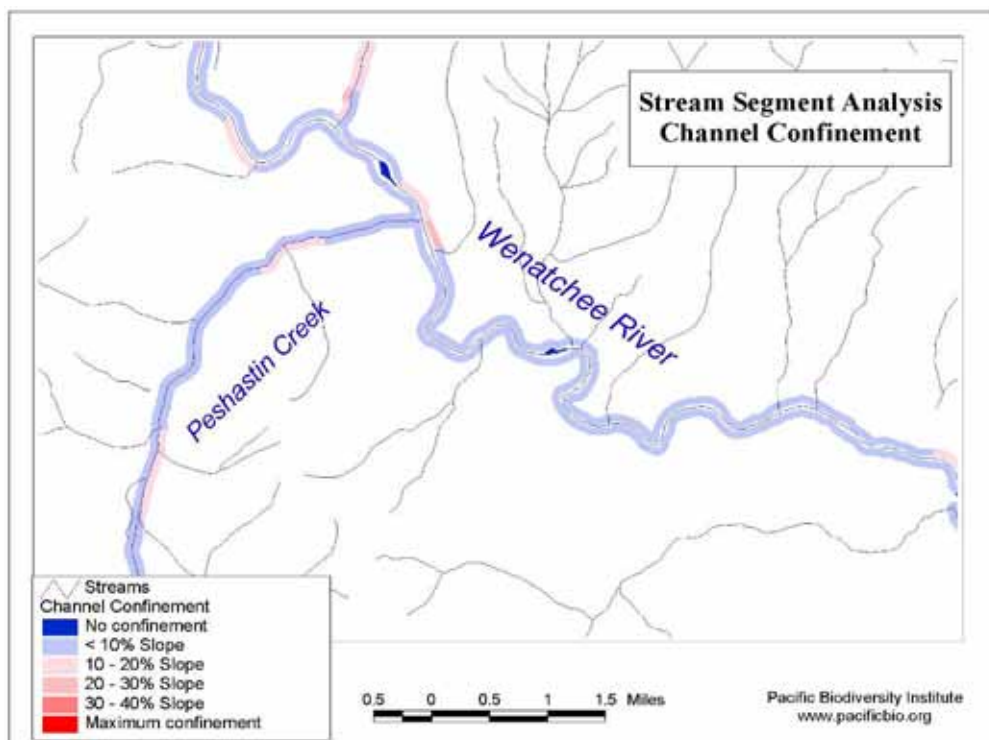 Stream Segment Analysis
Channel Confinement
Wenatchee River
Peshastin Creek
Streams
Channel Confinement
No confinement
< 10% Slope
10 - 20% Slope
20 - 30% Slope
30 - 40% Slope
Maximum confinement
0.5 0 0.5 1 1.5 Miles
Pacific Biodiversity Institute
www.pacificbio.org